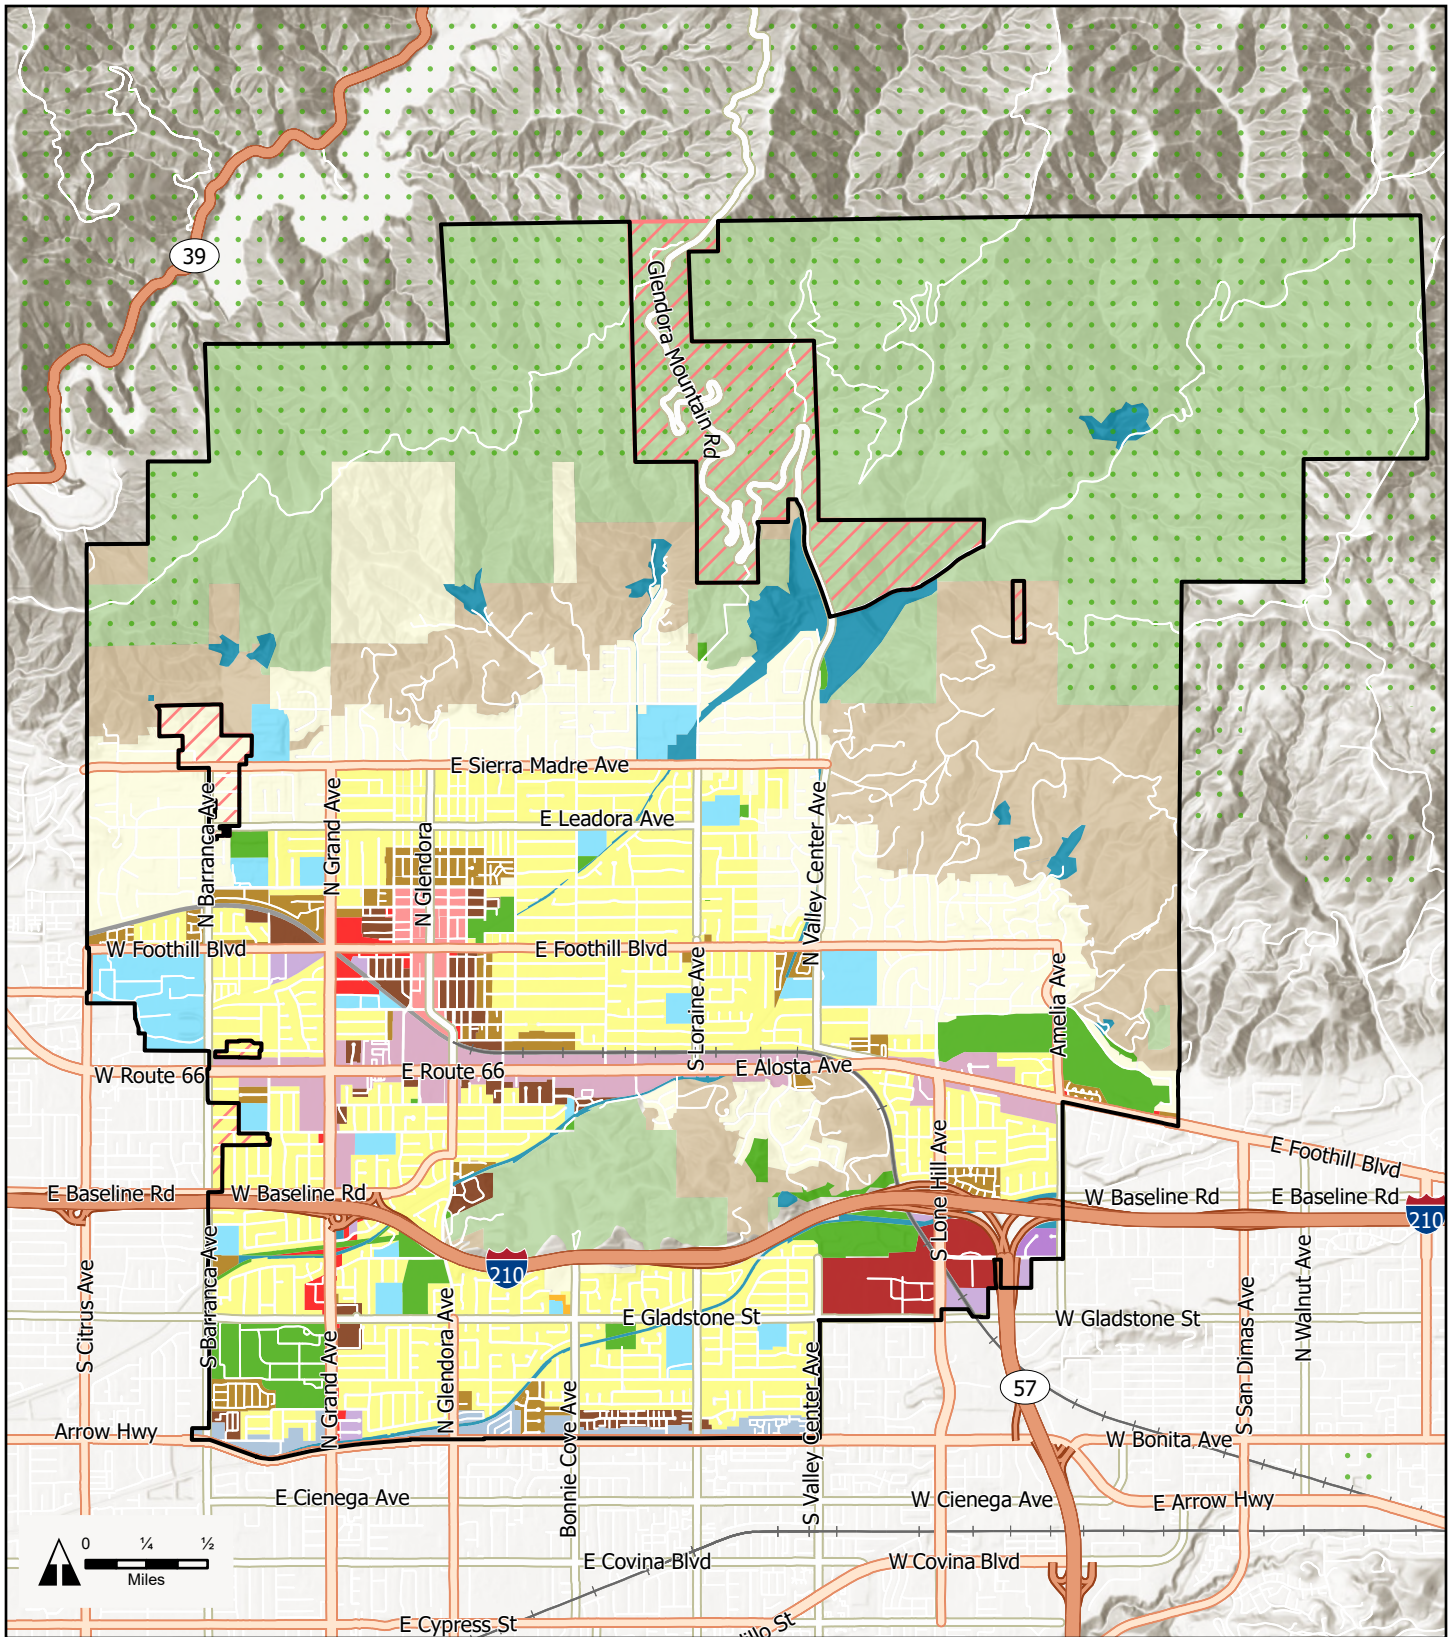 39
Glendora Mountain Rd
E Sierra Madre Ave
E Leadora Ave
N Barranca Ave
N Grand Ave
N Glendora
N Valley Center Ave
W Foothill Blvd
E Foothill Blvd
S Loraine Ave
Amelia Ave
W Route 66
E Route 66
E Alosta Ave
S Lone Hill Ave
E Foothill Blvd
E Baseline Rd
W Baseline Rd
W Baseline Rd
E Baseline Rd
210
210
S Citrus Ave
S Barranca Ave
N Grand Ave
N Glendora Ave
E Gladstone St
W Gladstone St
S San Dimas Ave
N Walnut Ave
57
Bonnie Cove Ave
S Valley Center Ave
Arrow Hwy
W Bonita Ave
E Cienega Ave
W Cienega Ave
E Arrow Hwy
0 ¼ ½
Miles
E Covina Blvd
W Covina Blvd
E Cypress St
St